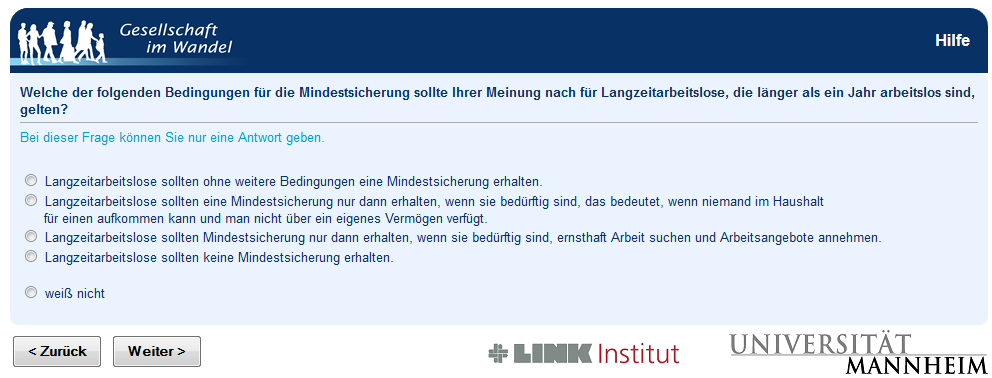 Gesellschaft
im Wandel
Hilfe
Welche der folgenden Bedingungen für die Mindestsicherung sollte Ihrer Meinung nach für Langzeitarbeitslose, die länger als ein Jahr arbeitslos sind,
gelten?
Bei dieser Frage können Sie nur eine Antwort geben.
Langzeitarbeitslose sollten ohne weitere Bedingungen eine Mindestsicherung erhalten.
Langzeitarbeitslose sollten eine Mindestsicherung nur dann erhalten, wenn sie bedürftig sind, das bedeutet, wenn niemand im Haushalt
für einen aufkommen kann und man nicht über ein eigenes Vermögen verfügt.
Langzeitarbeitslose sollten Mindestsicherung nur dann erhalten, wenn sie bedürftig sind, ernsthaft Arbeit suchen und Arbeitsangebote annehmen.
Langzeitarbeitslose sollten keine Mindestsicherung erhalten.
weiß nicht
< Zurück
Weiter >
LINK Institut
UNIVERSITÄT
MANNHEIM